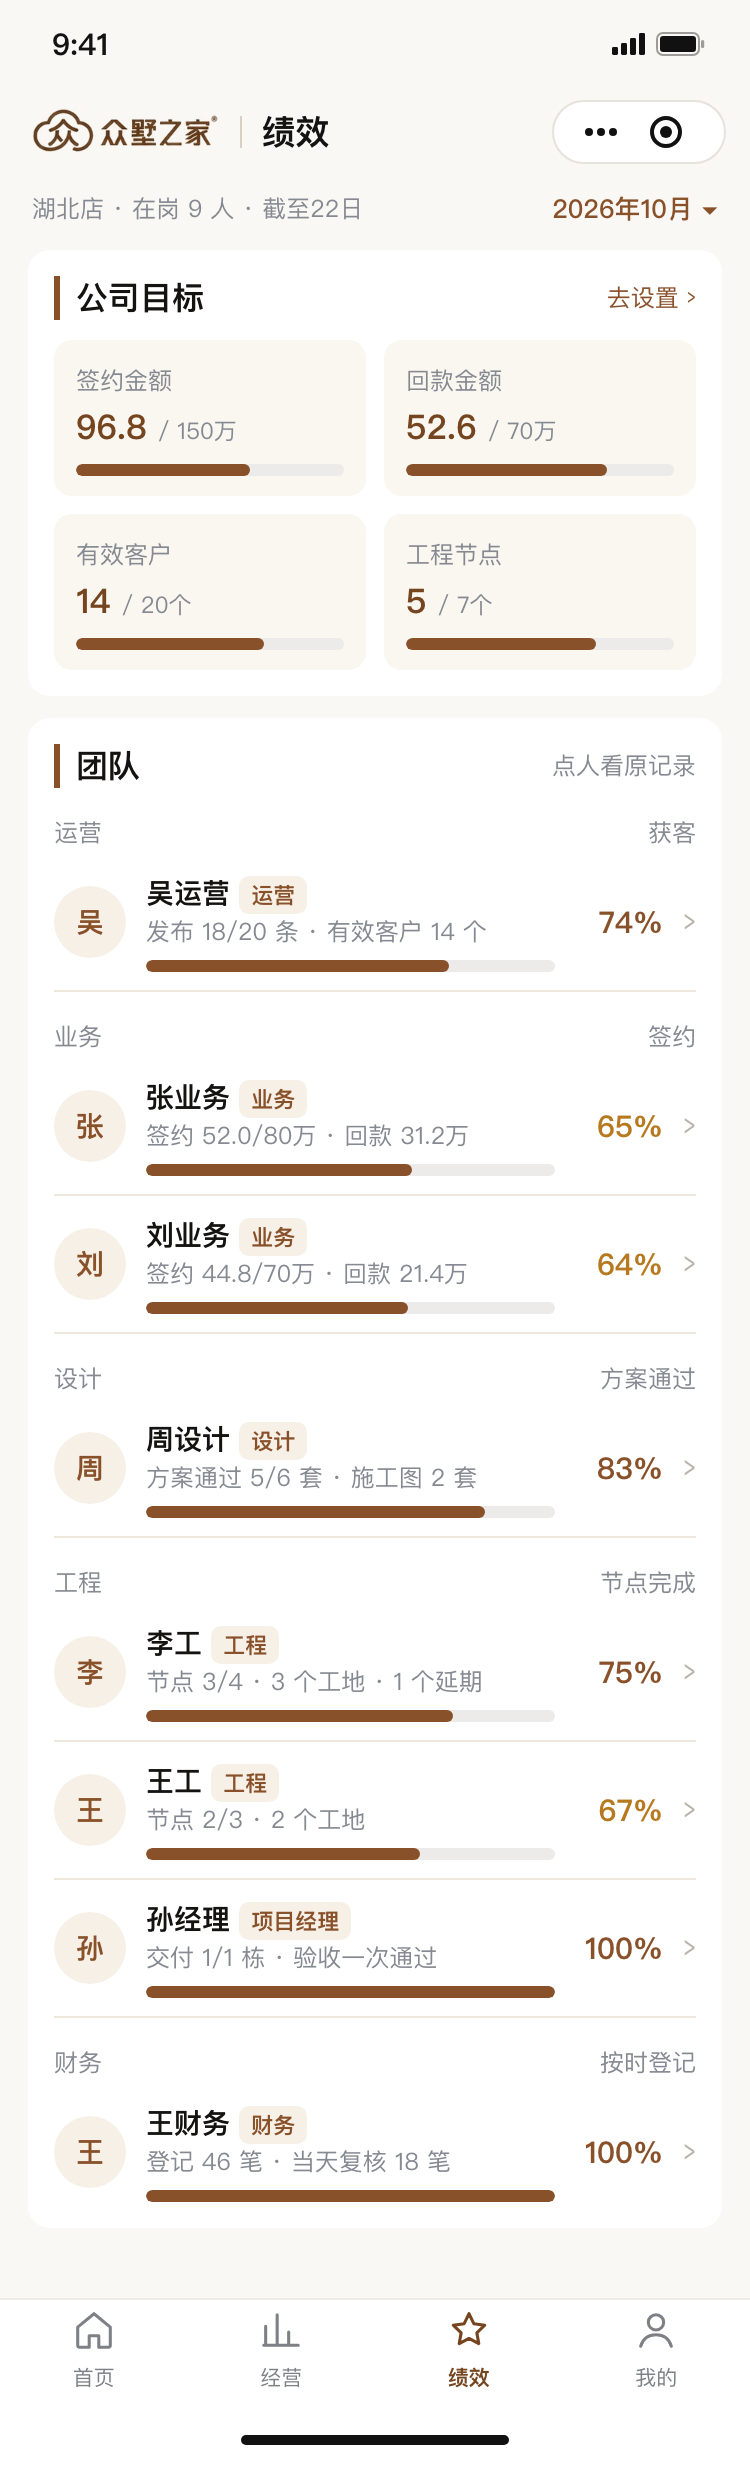 9:41
众墅之家® 绩效
湖北店 · 在岗 9 人 · 截至22日 2026年10月
公司目标 去设置 >
签约金额 回款金额
96.8 / 150万 52.6 / 70万
有效客户 工程节点
14 / 20个 5 / 7个
团队 点人看原记录
运营 获客
吴 吴运营 运营
发布 18/20 条 · 有效客户 14 个 74% >
业务 签约
张 张业务 业务
签约 52.0/80万 · 回款 31.2万 65% >
刘 刘业务 业务
签约 44.8/70万 · 回款 21.4万 64% >
设计 方案通过
周 周设计 设计
方案通过 5/6 套 · 施工图 2 套 83% >
工程 节点完成
李 李工 工程
节点 3/4 · 3 个工地 · 1 个延期 75% >
王 王工 工程
节点 2/3 · 2 个工地 67% >
孙 孙经理 项目经理
交付 1/1 栋 · 验收一次通过 100% >
财务 按时登记
王 王财务 财务
登记 46 笔 · 当天复核 18 笔 100% >
首页 经营 绩效 我的